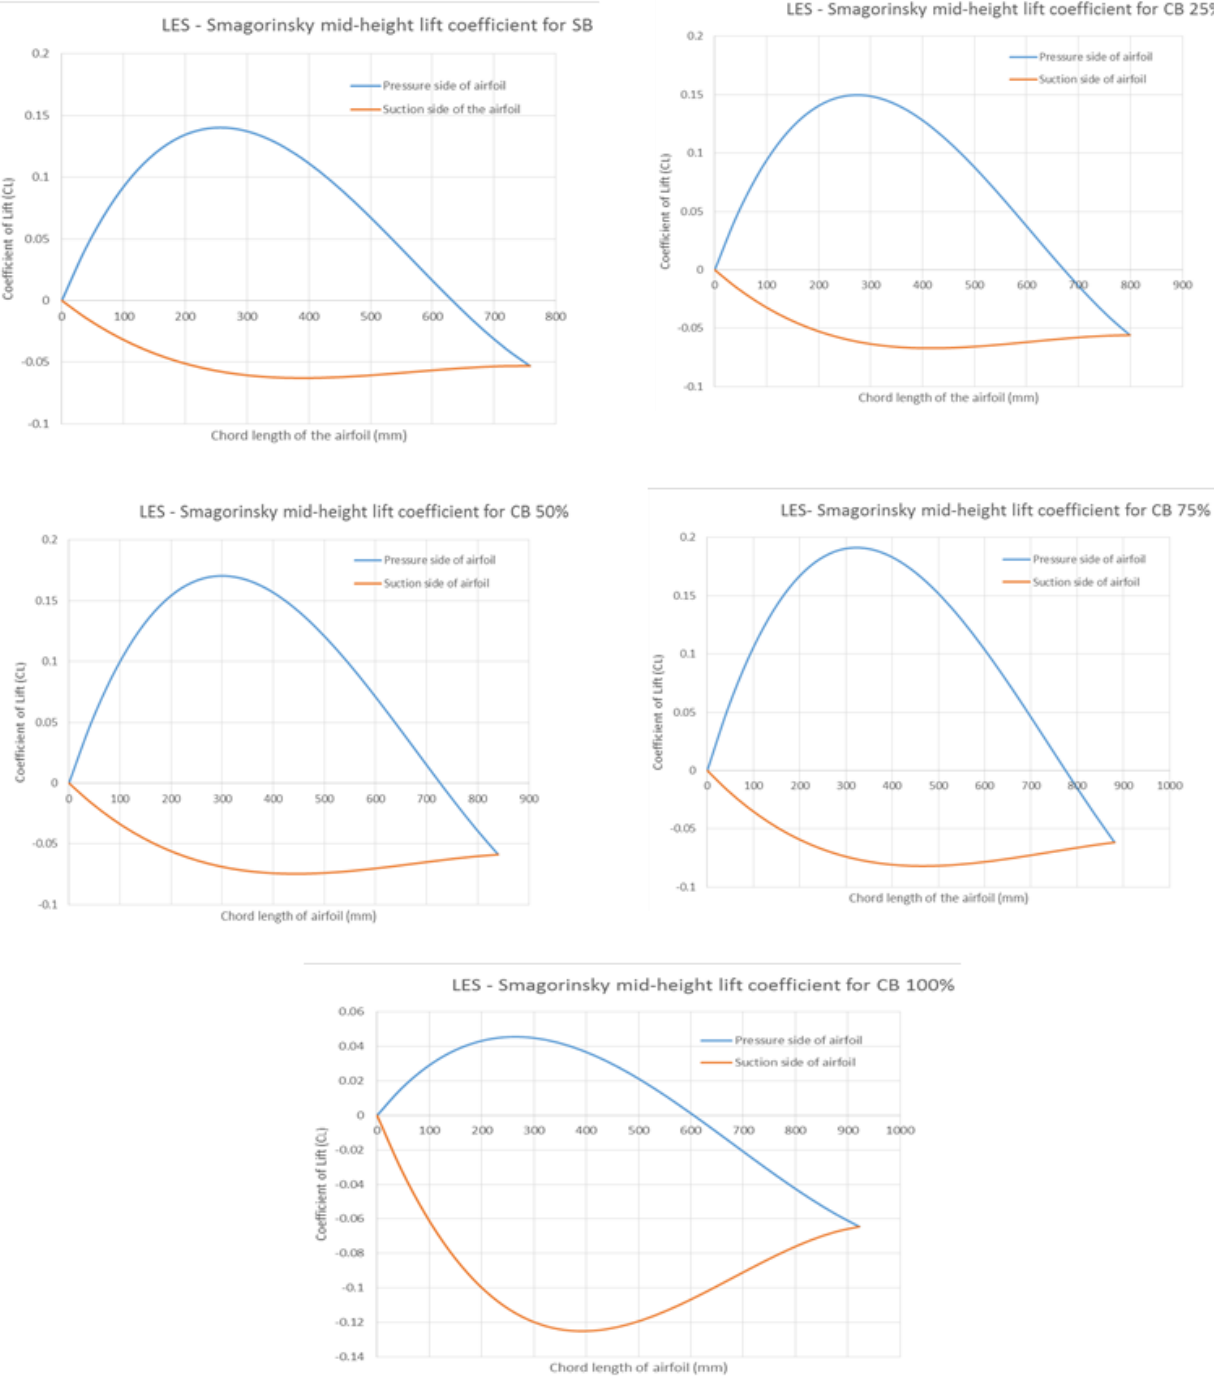 LES - Smagorinsky mid-height lift coefficient for SB
0.2
0.15
0.1
0.05
0
-0.05
-0.1
Pressure side of airfoil
Suction side of the airfoil
0 100 200 300 400 500 600 700 800
Coefficient of Lift (CL)
Chord length of the airfoil (mm)
LES - Smagorinsky mid-height lift coefficient for CB 25%
0.2
0.15
0.1
0.05
0
-0.05
-0.1
Pressure side of airfoil
Suction side of airfoil
0 100 200 300 400 500 600 700 800 900
Coefficient of Lift (CL)
Chord length of the airfoil (mm)
LES - Smagorinsky mid-height lift coefficient for CB 50%
0.2
0.15
0.1
0.05
0
-0.05
-0.1
Pressure side of airfoil
Suction side of airfoil
0 100 200 300 400 500 600 700 800 900
Coefficient of Lift (CL)
Chord length of airfoil (mm)
LES- Smagorinsky mid-height lift coefficient for CB 75%
0.2
0.15
0.1
0.05
0
-0.05
-0.1
Pressure side of airfoil
Suction side of airfoil
0 100 200 300 400 500 600 700 800 900 1000
Coefficient of Lift (CL)
Chord length of the airfoil (mm)
LES - Smagorinsky mid-height lift coefficient for CB 100%
0.06
0.04
0.02
0
-0.02
-0.04
-0.06
-0.08
-0.1
-0.12
-0.14
Pressure side of airfoil
Suction side of airfoil
0 100 200 300 400 500 600 700 800 900 1000
Coefficient of Lift (CL)
Chord length of airfoil (mm)